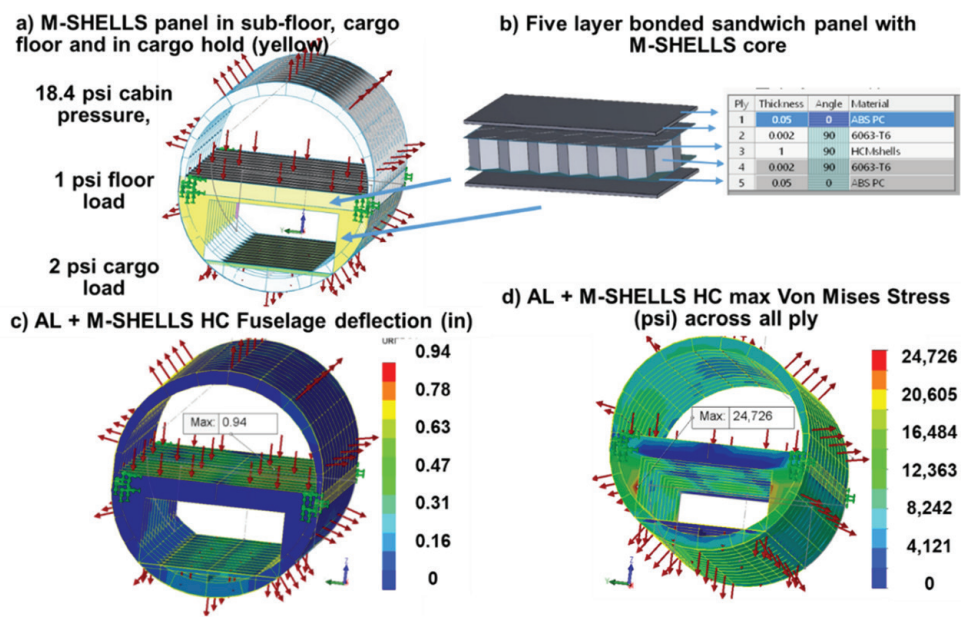 a) M-SHELLS panel in sub-floor, cargo
floor and in cargo hold (yellow)
18.4 psi cabin
pressure,
1 psi floor
load
2 psi cargo
load
b) Five layer bonded sandwich panel with
M-SHELLS core
Ply Thickness Angle Material
1 0.05 0 ABS PC
2 0.002 90 6063-T6
3 1 90 HCMshells
4 0.002 90 6063-T6
5 0.05 0 ABS PC
c) AL + M-SHELLS HC Fuselage deflection (in)
Max: 0.94
0.94
0.78
0.63
0.47
0.31
0.16
0
d) AL + M-SHELLS HC max Von Mises Stress
(psi) across all ply
Max: 24,726
24,726
20,605
16,484
12,363
8,242
4,121
0